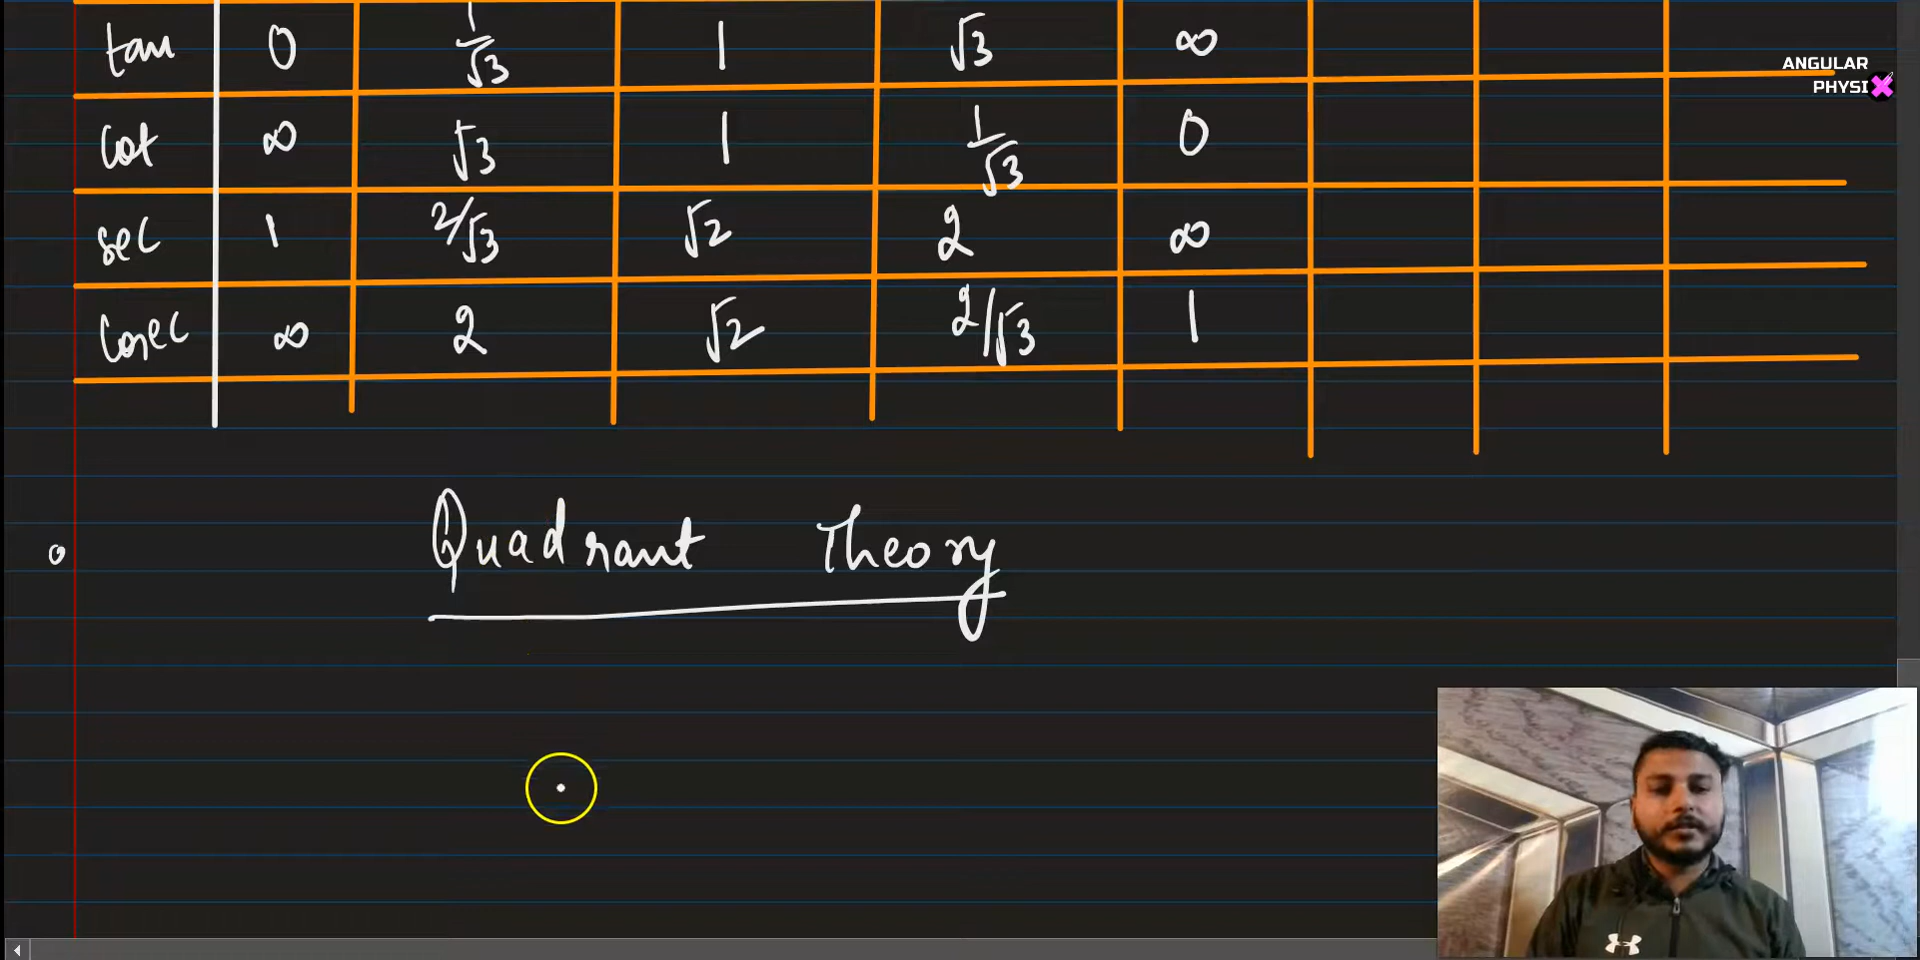 tan 0 1/√3 1 √3 ∞
ANGULAR
PHYSI
Cot ∞ √3 1 1/√3 0
sec 1 2/√3 √2 2 ∞
Cosec ∞ 2 √2 2/√3 1
Quadrant Theory